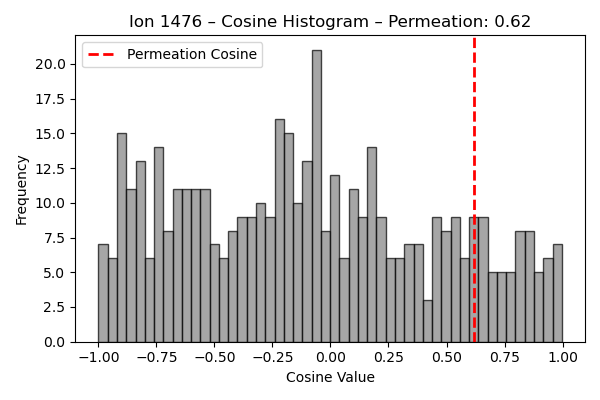 Ion 1476 – Cosine Histogram – Permeation: 0.62
Permeation Cosine
Frequency
20.0
17.5
15.0
12.5
10.0
7.5
5.0
2.5
0.0
−1.00 −0.75 −0.50 −0.25 0.00 0.25 0.50 0.75 1.00
Cosine Value